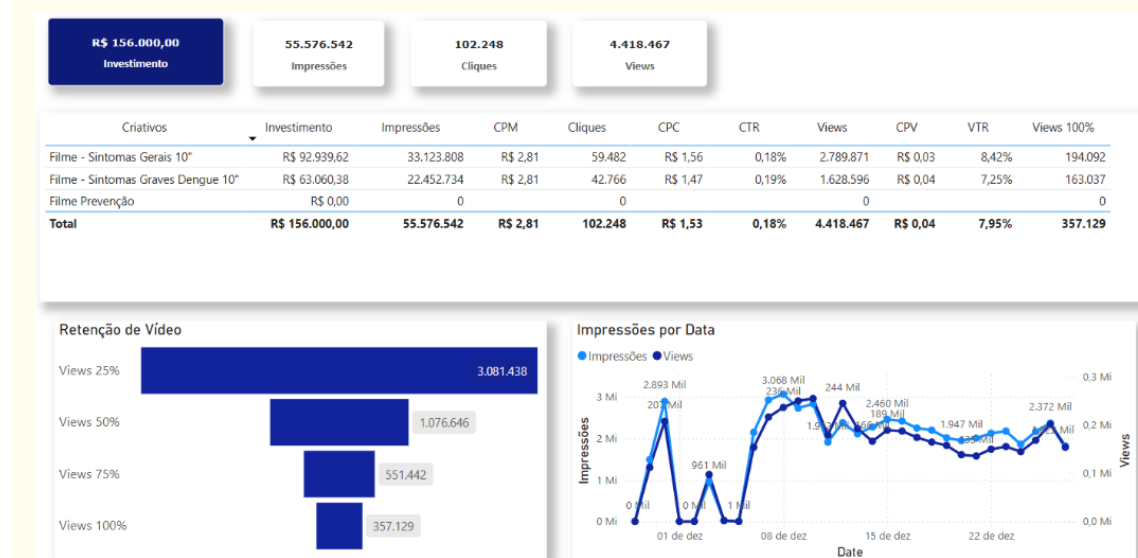 R$ 156.000,00 55.576.542 102.248 4.418.467
Investimento Impressões Cliques Views
Criativos Investimento Impressões CPM Cliques CPC CTR Views CPV VTR Views 100%
Filme - Sintomas Gerais 10" R$ 92.939,62 33.123.808 R$ 2,81 59.482 R$ 1,56 0,18% 2.789.871 R$ 0,03 8,42% 194.092
Filme - Sintomas Graves Dengue 10" R$ 63.060,38 22.452.734 R$ 2,81 42.766 R$ 1,47 0,19% 1.628.596 R$ 0,04 7,25% 163.037
Filme Prevenção R$ 0,00 0 0 0 0
Total R$ 156.000,00 55.576.542 R$ 2,81 102.248 R$ 1,53 0,18% 4.418.467 R$ 0,04 7,95% 357.129
Retenção de Vídeo
Views 25% 3.081.438
Views 50% 1.076.646
Views 75% 551.442
Views 100% 357.129
Impressões por Data
Impressões Views
3 Mi
2 Mi
1 Mi
0 Mi
Impressões
2.893 Mil
3.068 Mil
236 Mil
244 Mil
2.460 Mil
189 Mil
1.947 Mil
2.372 Mil
961 Mil
0 Mil
0 Mil
1 Mil
0,3 Mi
0,2 Mi
0,1 Mi
0,0 Mi
Views
01 de dez 08 de dez 15 de dez 22 de dez
Date